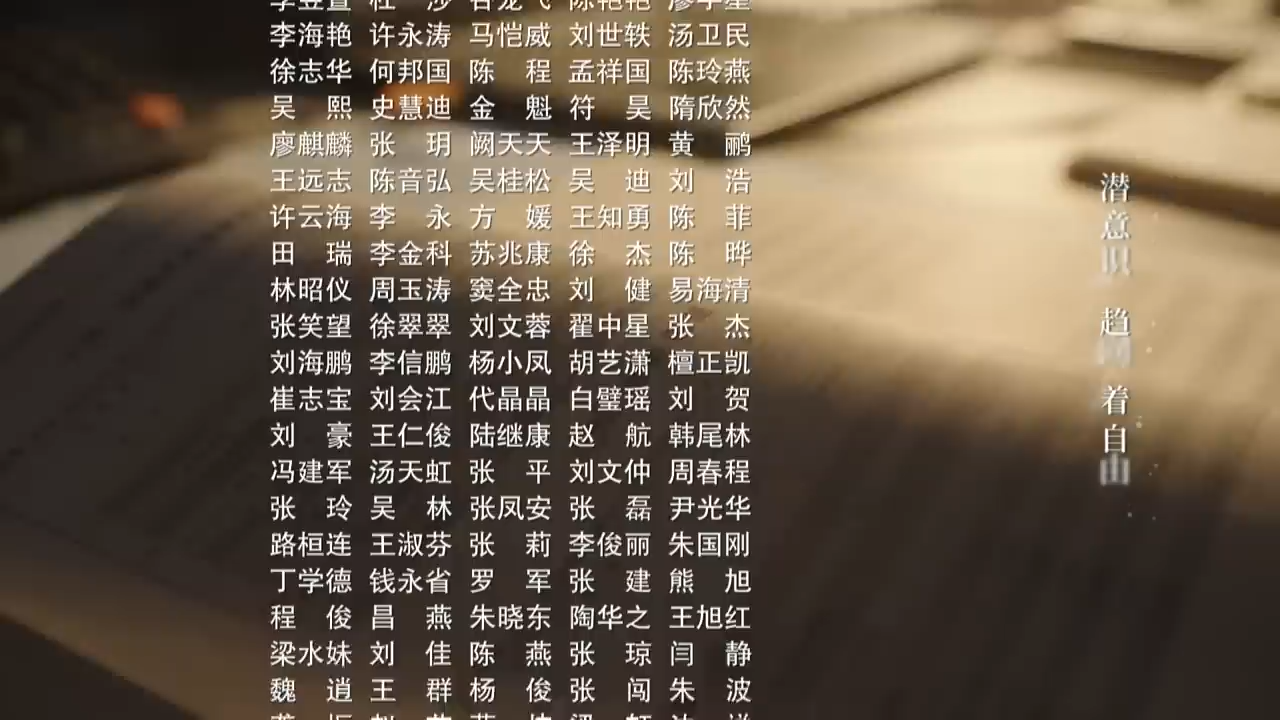 李海艳 许永涛 马恺威 刘世轶 汤卫民
徐志华 何邦国 陈 程 孟祥国 陈玲燕
吴 熙 史慧迪 金 魁 符 昊 隋欣然
廖麒麟 张 玥 阙天天 王泽明 黄 鹂
王远志 陈音弘 吴桂松 吴 迪 刘 浩
许云海 李 永 方 媛 王知勇 陈 菲
田 瑞 李金科 苏兆康 徐 杰 陈 晔
林昭仪 周玉涛 窦全忠 刘 健 易海清
张笑望 徐翠翠 刘文蓉 翟中星 张 杰
刘海鹏 李信鹏 杨小凤 胡艺潇 檀正凯
崔志宝 刘会江 代晶晶 白璧瑶 刘 贺
刘 豪 王仁俊 陆继康 赵 航 韩尾林
冯建军 汤天虹 张 平 刘文仲 周春程
张 玲 吴 林 张凤安 张 磊 尹光华
路桓连 王淑芬 张 莉 李俊丽 朱国刚
丁学德 钱永省 罗 军 张 建 熊 旭
程 俊 昌 燕 朱晓东 陶华之 王旭红
梁水妹 刘 佳 陈 燕 张 琼 闫 静
魏 逍 王 群 杨 俊 张 闯 朱 波
潜意识 趋 着自由